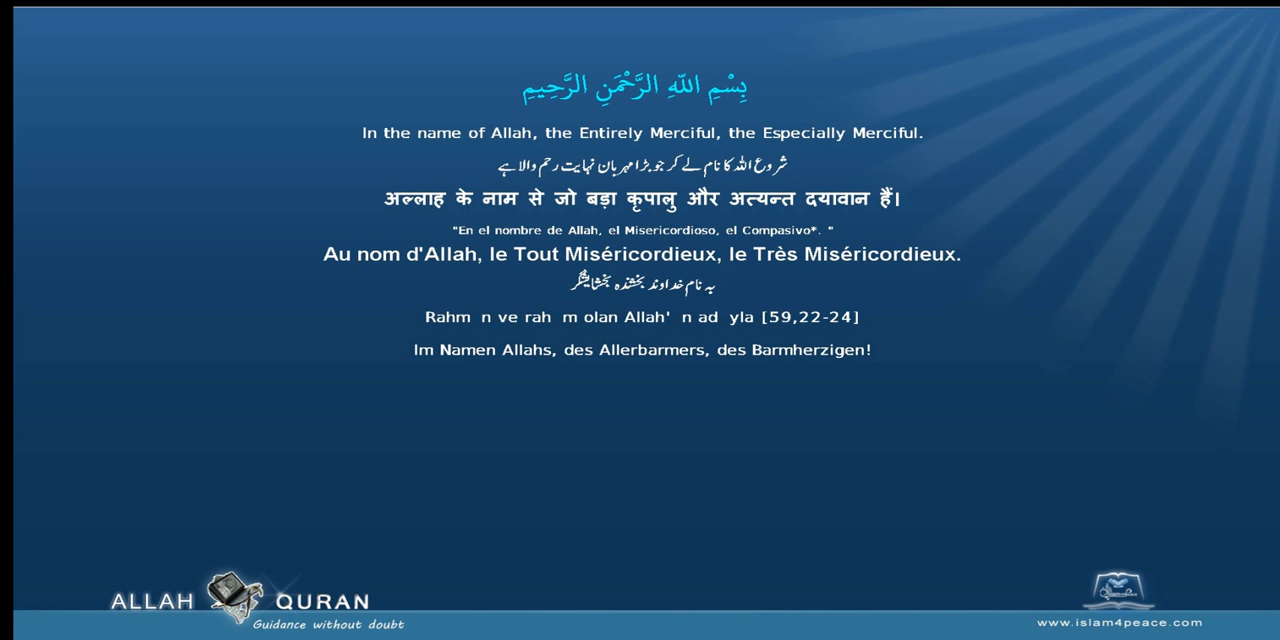 بِسْمِ اللّهِ الرَّحْمَنِ الرَّحِيمِ
In the name of Allah, the Entirely Merciful, the Especially Merciful.
شروع اللہ کا نام لے کر جو بڑا مہربان نہایت رحم والا ہے
अल्लाह के नाम से जो बड़ा कृपालु और अत्यन्त दयावान हैं।
"En el nombre de Allah, el Misericordioso, el Compasivo*. "
Au nom d'Allah, le Tout Miséricordieux, le Très Miséricordieux.
به نام خداوند بخشنده بخشایشگر
Rahm n ve rah m olan Allah' n ad yla [59,22-24]
Im Namen Allahs, des Allerbarmers, des Barmherzigen!
ALLAH QURAN
Guidance without doubt
www.islam4peace.com